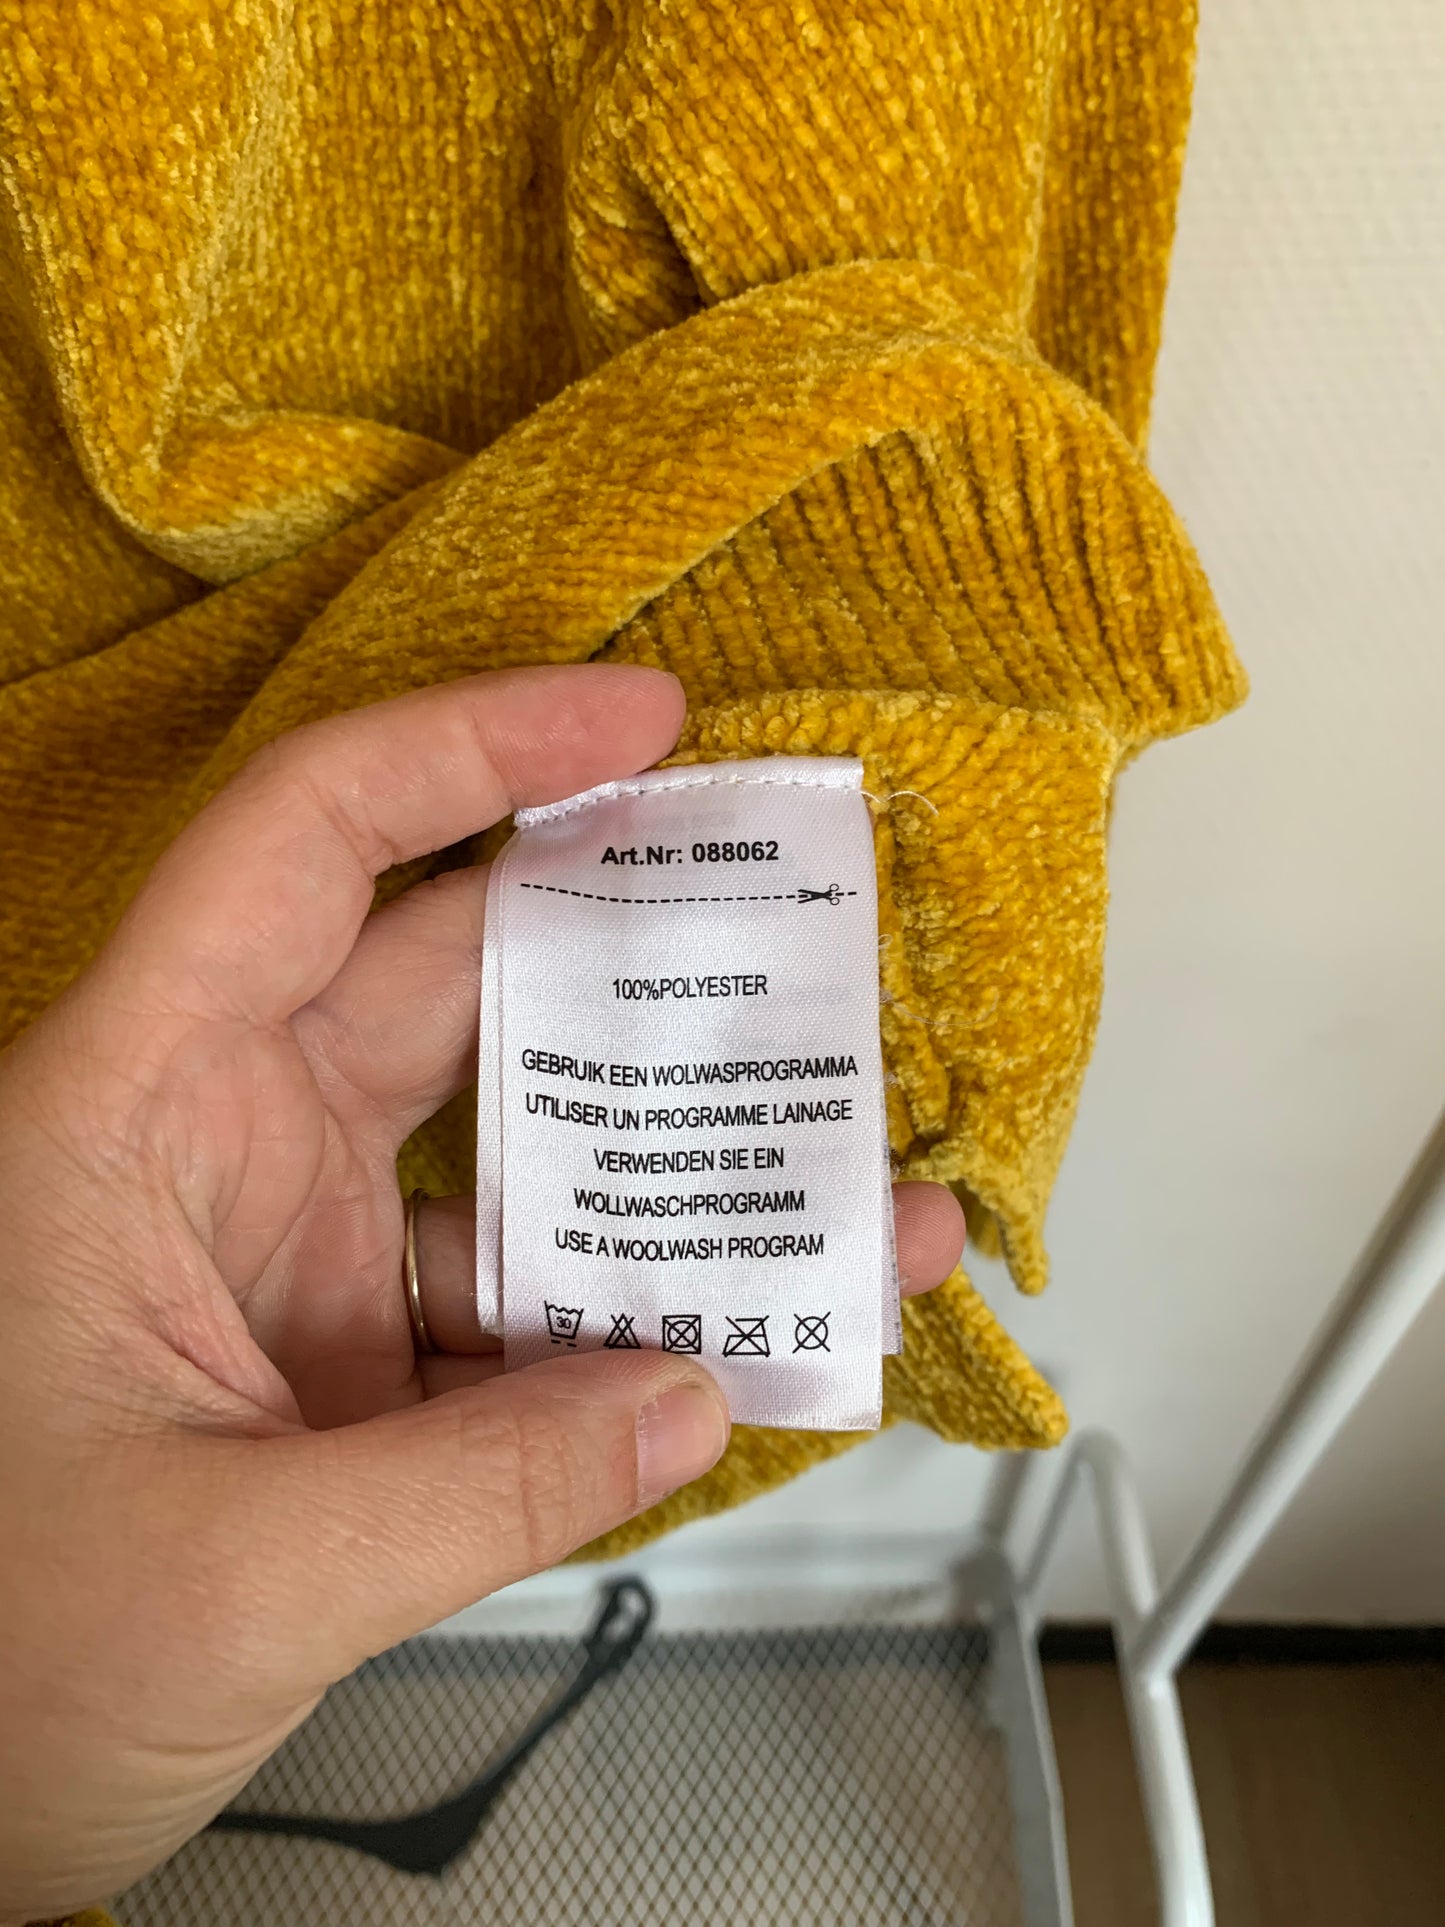 Art.Nr: 088062
100%POLYESTER
GEBRUIK EEN WOLWASPROGRAMMA
UTILISER UN PROGRAMME LAINAGE
VERWENDEN SIE EIN
WOLLWASCHPROGRAMM
USE A WOOLWASH PROGRAM
30